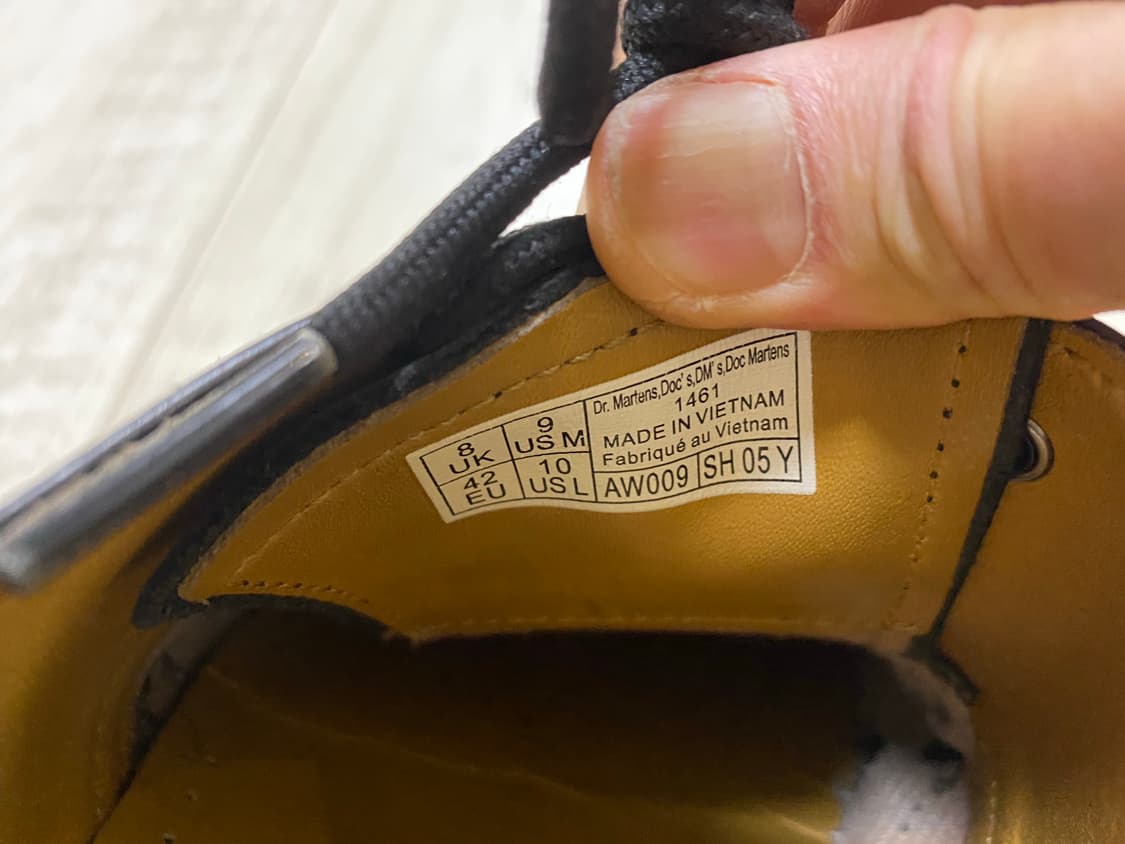 8
UK
9
US M
42
EU
10
US L
Dr. Martens,Doc's,DM's,Doc Martens
1461
MADE IN VIETNAM
Fabriqué au Vietnam
AW009
SH 05 Y